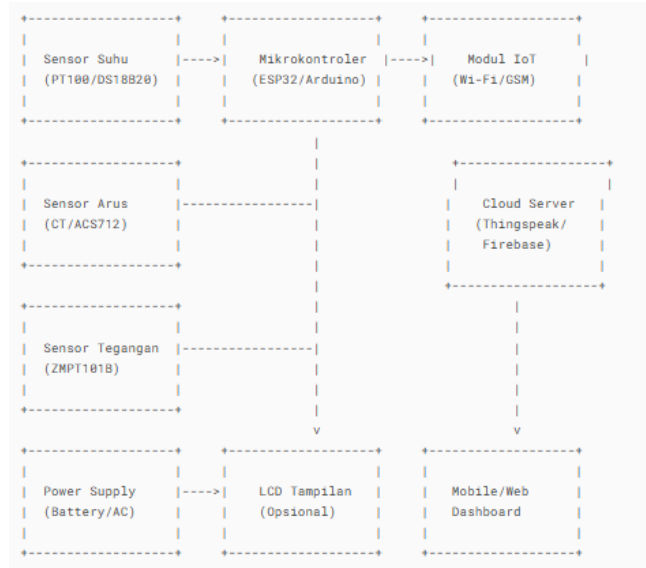 Sensor Suhu
(PT100/DS18B20)
Mikrokontroler
(ESP32/Arduino)
Modul IoT
(Wi-Fi/GSM)
Sensor Arus
(CT/ACS712)
Cloud Server
(Thingspeak/
Firebase)
Sensor Tegangan
(ZMPT101B)
Power Supply
(Battery/AC)
LCD Tampilan
(Opsional)
Mobile/Web
Dashboard